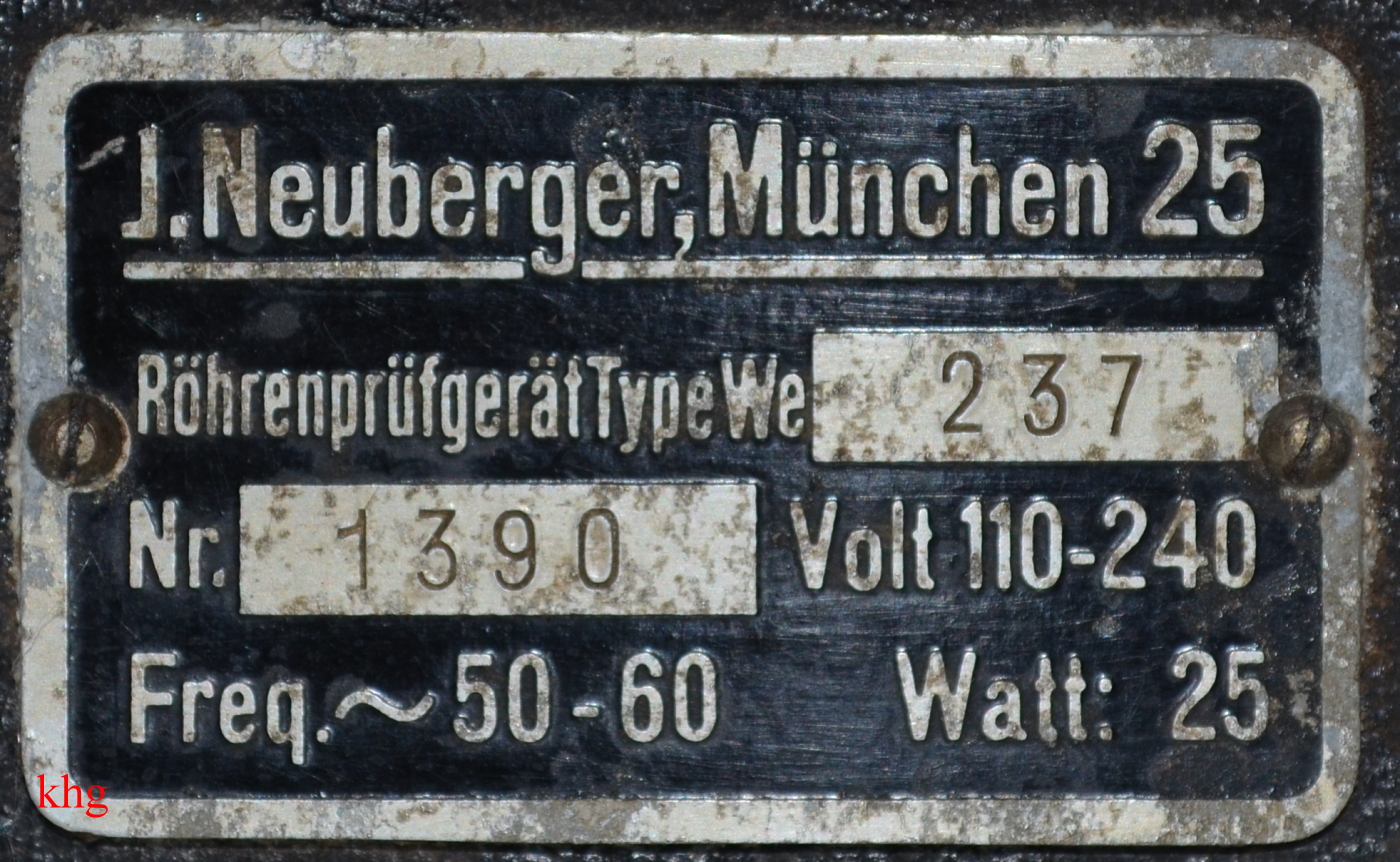 J. Neuberger, München 25
Röhrenprüfgerät Type We 237
Nr. 1390 Volt 110-240
Freq. ~ 50-60 Watt: 25
khg